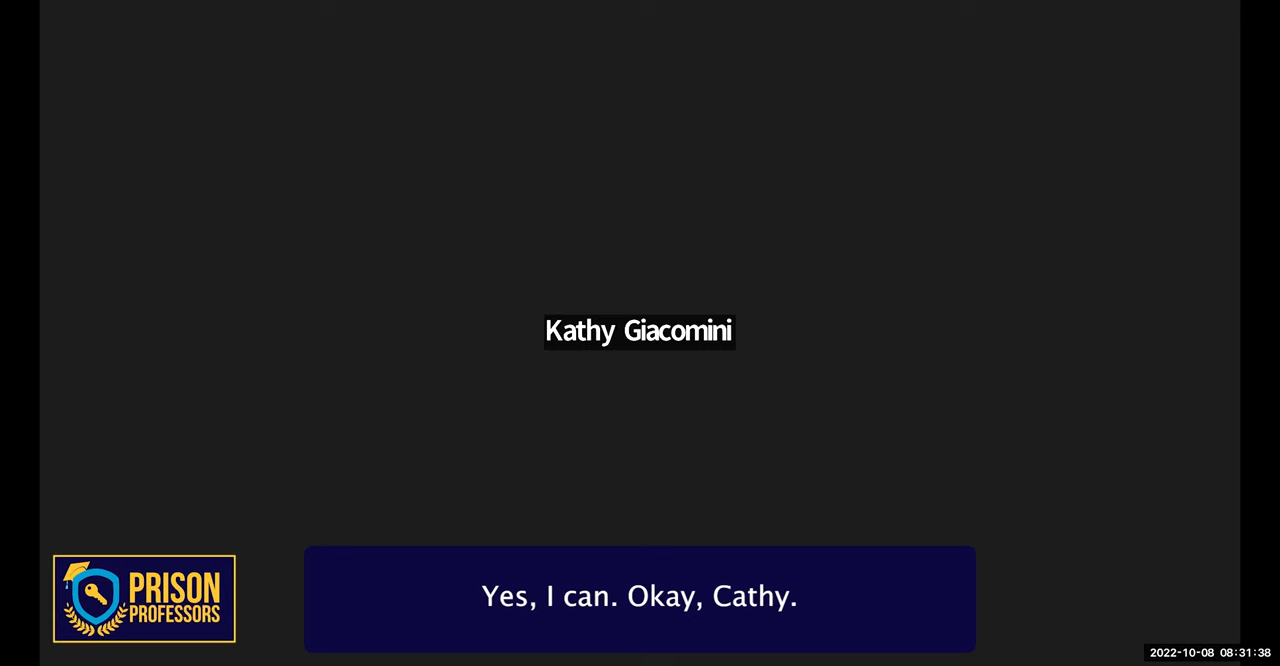 Kathy Giacomini
PRISON
PROFESSORS
Yes, I can. Okay, Cathy.
2022-10-08 08:31:38